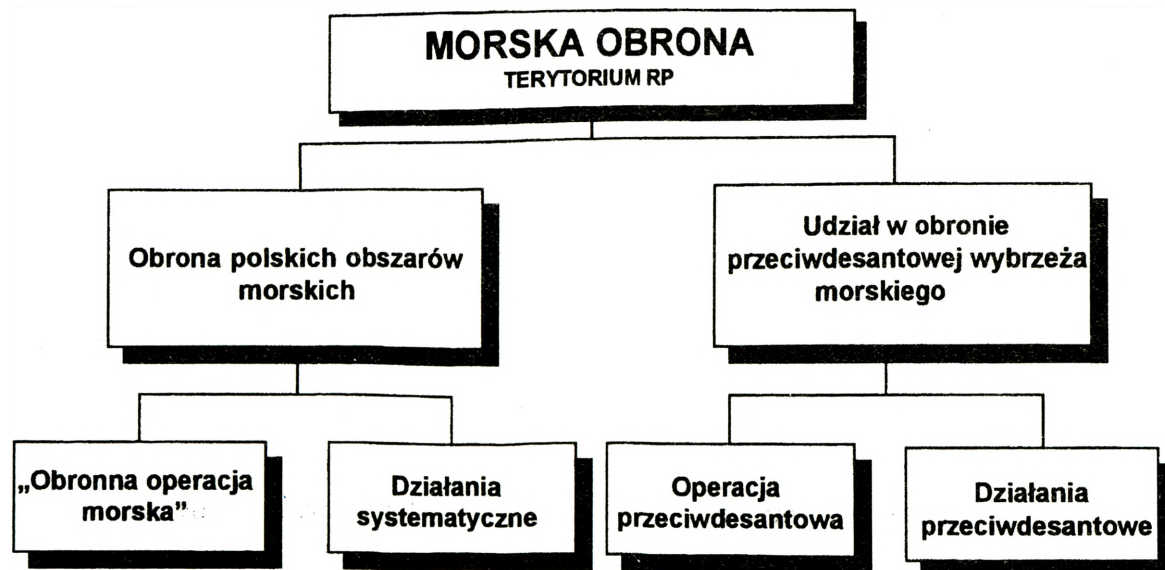 MORSKA OBRONA
TERYTORIUM RP
Obrona polskich obszarów
morskich
Udział w obronie
przeciwdesantowej wybrzeża
morskiego
„Obronna operacja
morska”
Działania
systematyczne
Operacja
przeciwdesantowa
Działania
przeciwdesantowe